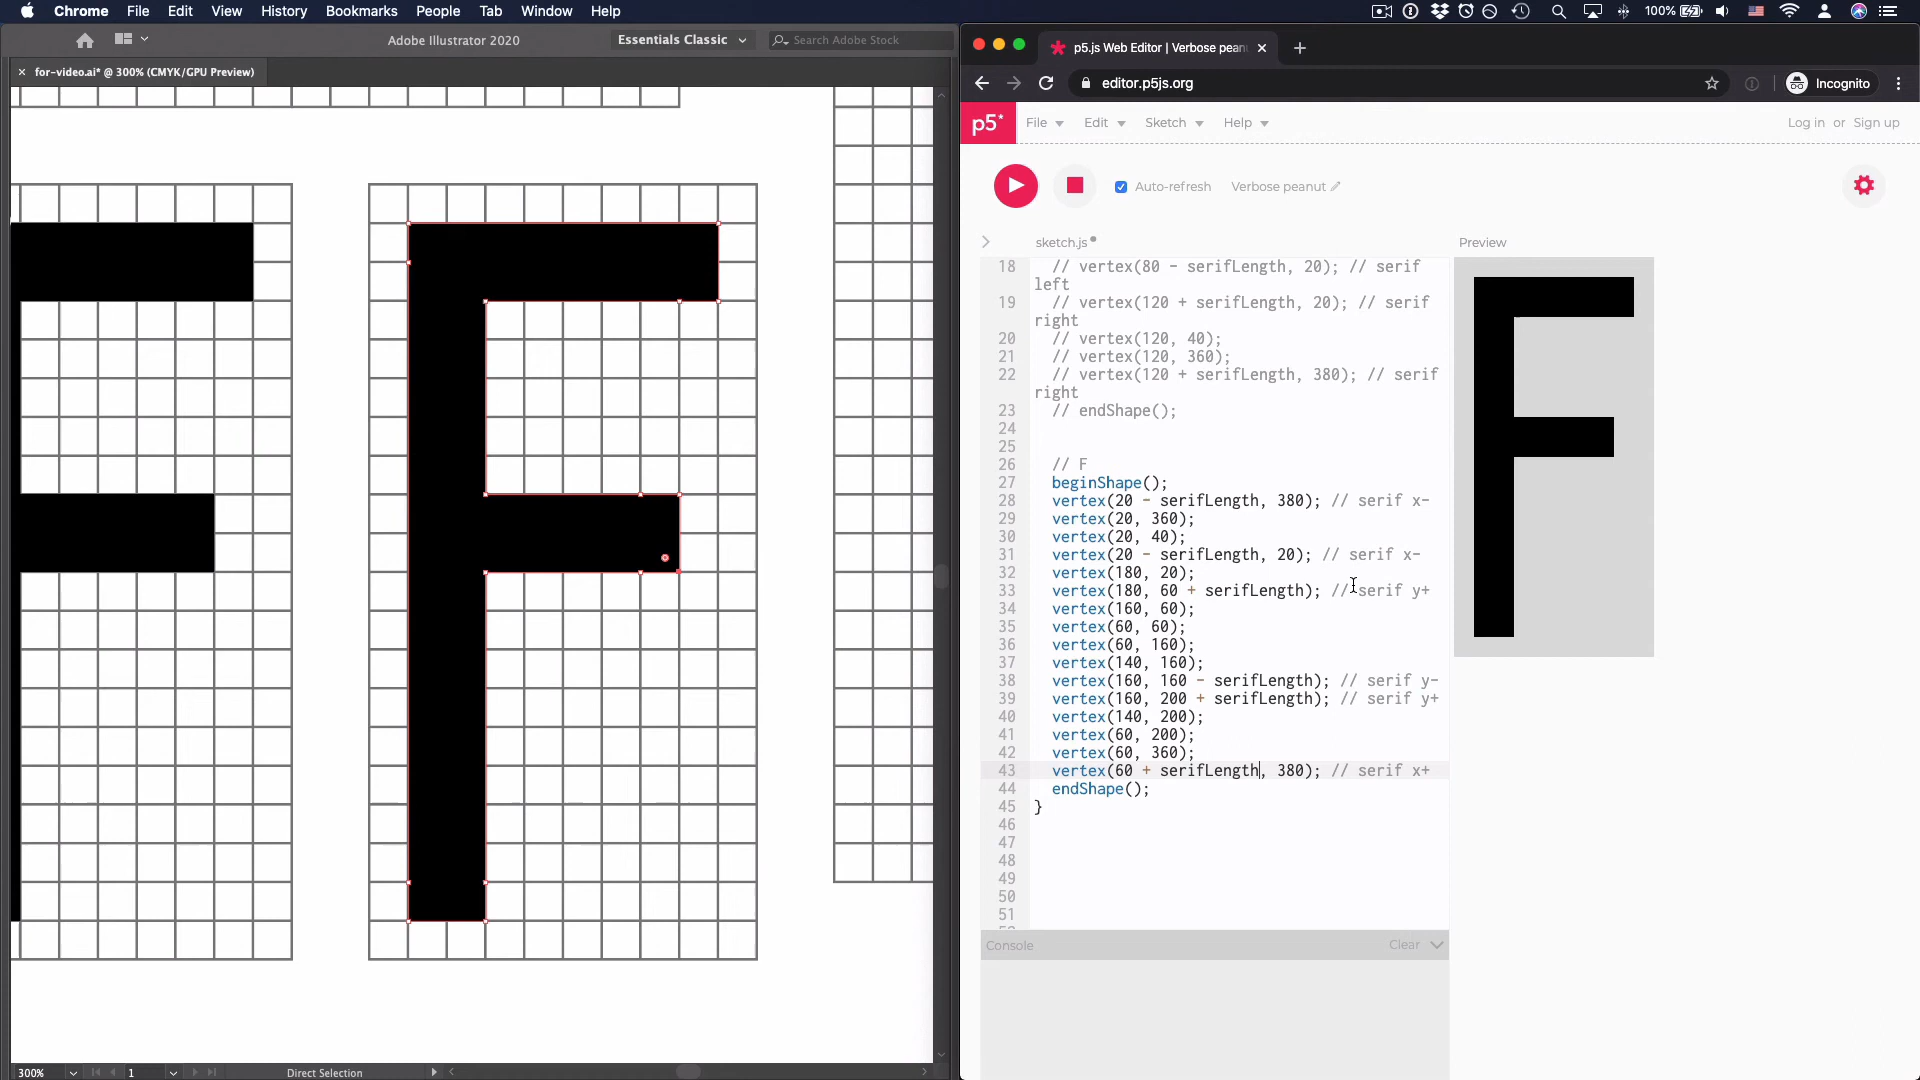 Chrome File Edit View History Bookmarks People Tab Window Help
100%
Adobe Illustrator 2020
Essentials Classic
Search Adobe Stock
for-video.ai* @ 300% (CMYK/GPU Preview)
300%
1
Direct Selection
p5.js Web Editor | Verbose peanu
editor.p5js.org
Incognito
p5*
File
Edit
Sketch
Help
Log in or Sign up
Auto-refresh
Verbose peanut
sketch.js
Preview
18 // vertex(80 - serifLength, 20); // serif
left
19 // vertex(120 + serifLength, 20); // serif
right
20 // vertex(120, 40);
21 // vertex(120, 360);
22 // vertex(120 + serifLength, 380); // serif
right
23 // endShape();
24
25
26 // F
27 beginShape();
28 vertex(20 - serifLength, 380); // serif x-
29 vertex(20, 360);
30 vertex(20, 40);
31 vertex(20 - serifLength, 20); // serif x-
32 vertex(180, 20);
33 vertex(180, 60 + serifLength); // serif y+
34 vertex(160, 60);
35 vertex(60, 60);
36 vertex(60, 160);
37 vertex(140, 160);
38 vertex(160, 160 - serifLength); // serif y-
39 vertex(160, 200 + serifLength); // serif y+
40 vertex(140, 200);
41 vertex(60, 200);
42 vertex(60, 360);
43 vertex(60 + serifLength, 380); // serif x+
44 endShape();
45 }
46
47
48
49
50
51
Console
Clear
F
F